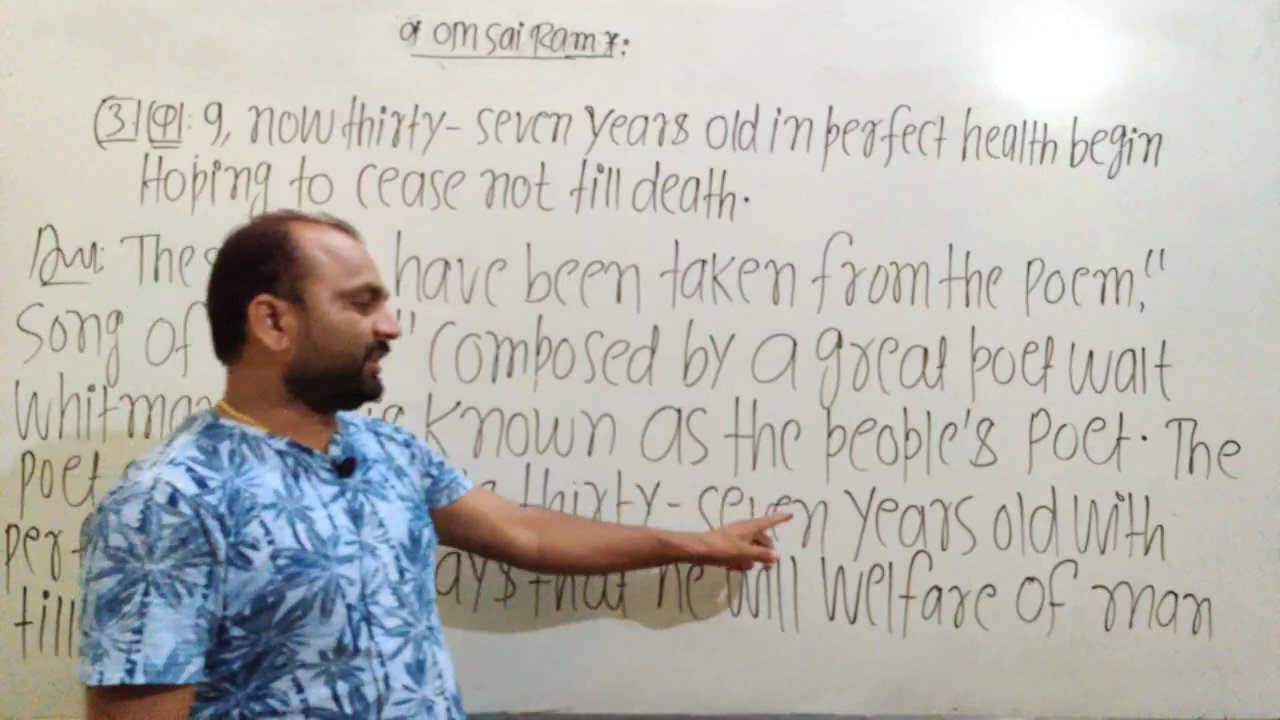 OM Sai Ram
9, now thirty-seven years old in perfect health begin
Hoping to cease not till death.
Ans: The have been taken from the poem,"
Song of " composed by a great poet walt
Whitman known as the people's poet. The
poet thirty-seven years old with
per that he will welfare of man
till